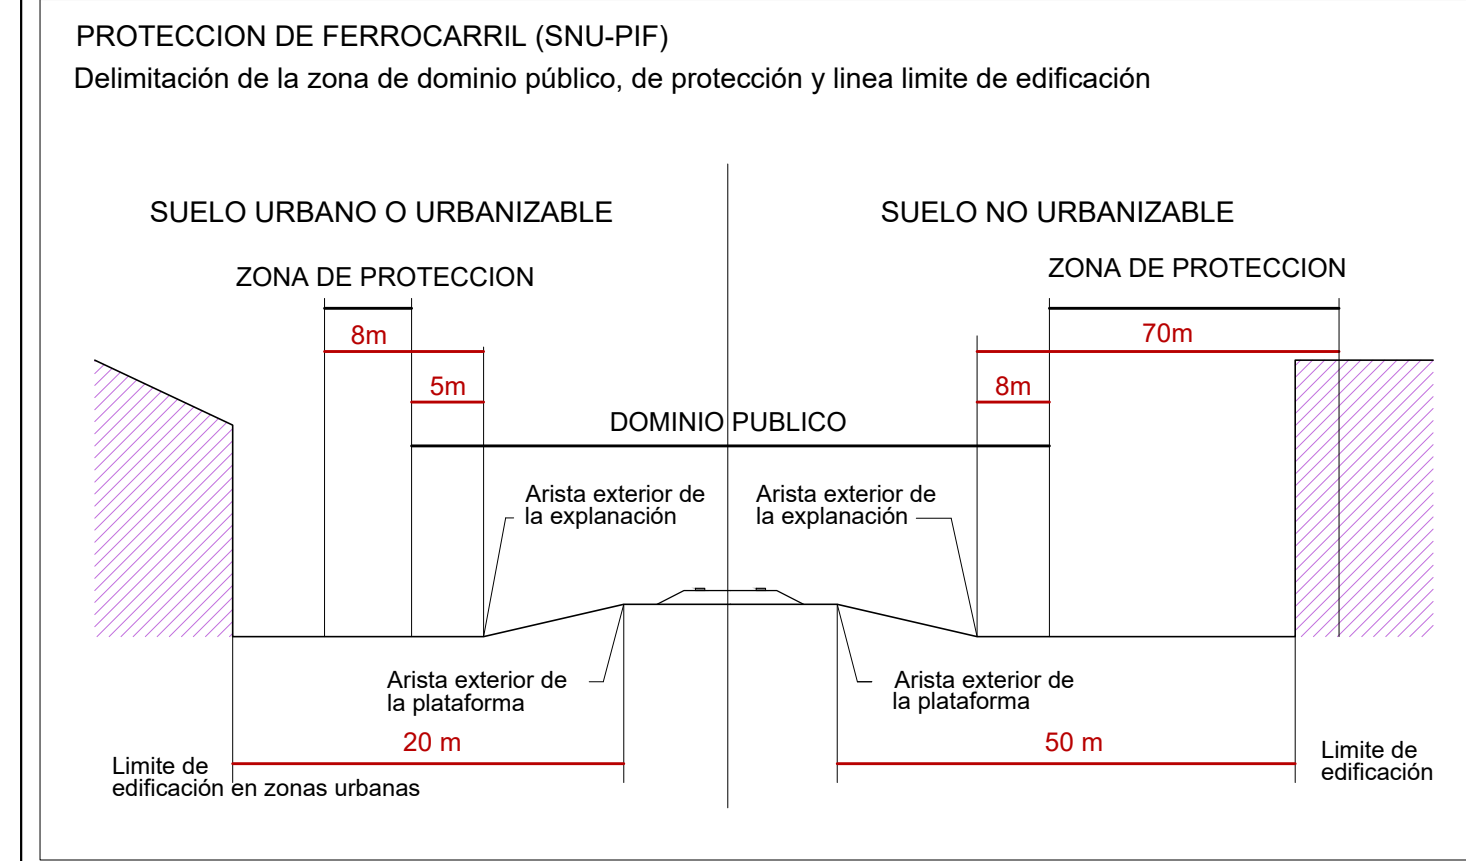 PROTECCION DE FERROCARRIL (SNU-PIF)
Delimitación de la zona de dominio público, de protección y linea limite de edificación
SUELO URBANO O URBANIZABLE
SUELO NO URBANIZABLE
ZONA DE PROTECCION
ZONA DE PROTECCION
8m
70m
5m
8m
DOMINIO PUBLICO
Arista exterior de
la explanación
Arista exterior de
la explanación
Arista exterior de
la plataforma
Arista exterior de
la plataforma
20 m
50 m
Limite de
edificación en zonas urbanas
Limite de
edificación